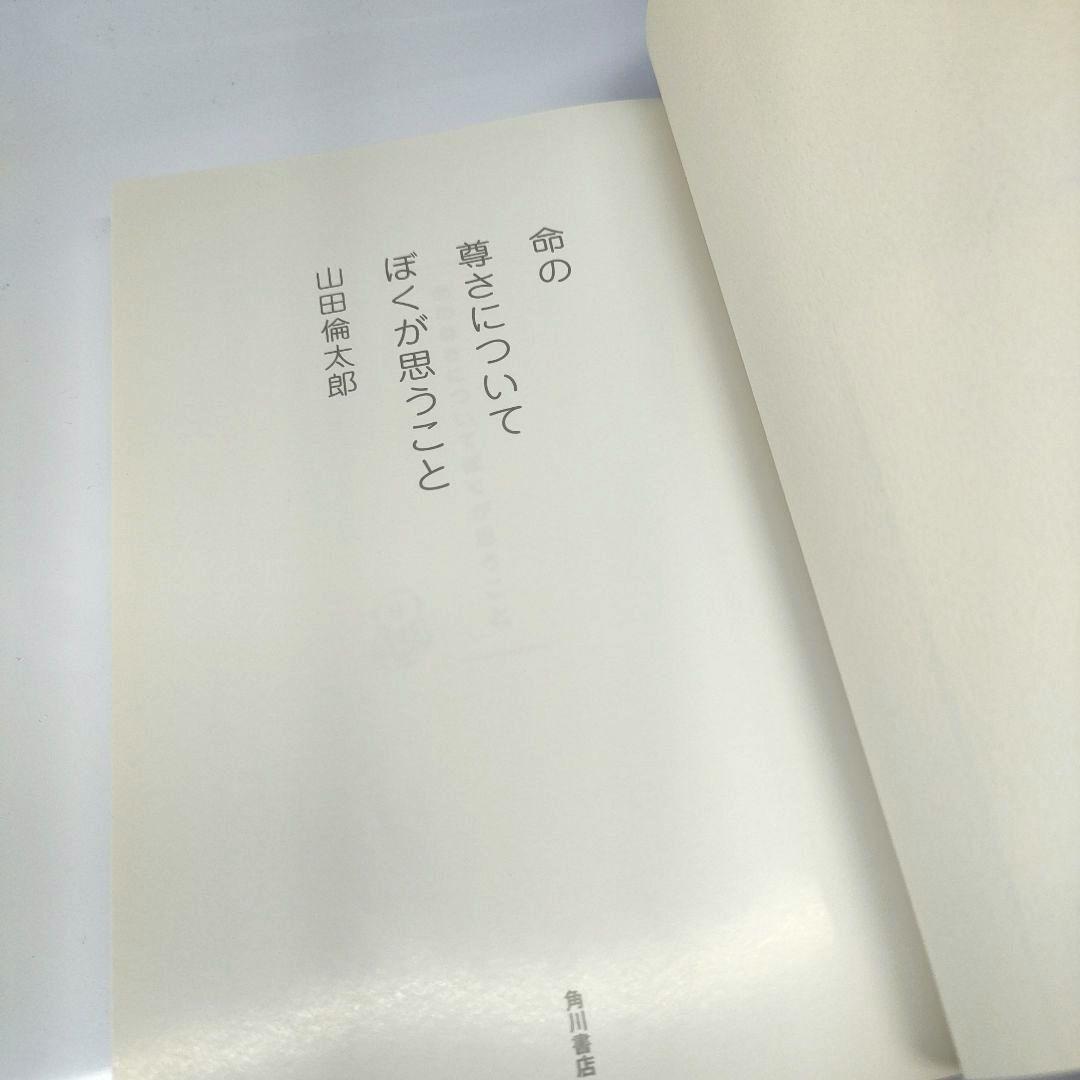 命の
尊さについて
ぼくが思うこと
山田倫太郎
角川書店